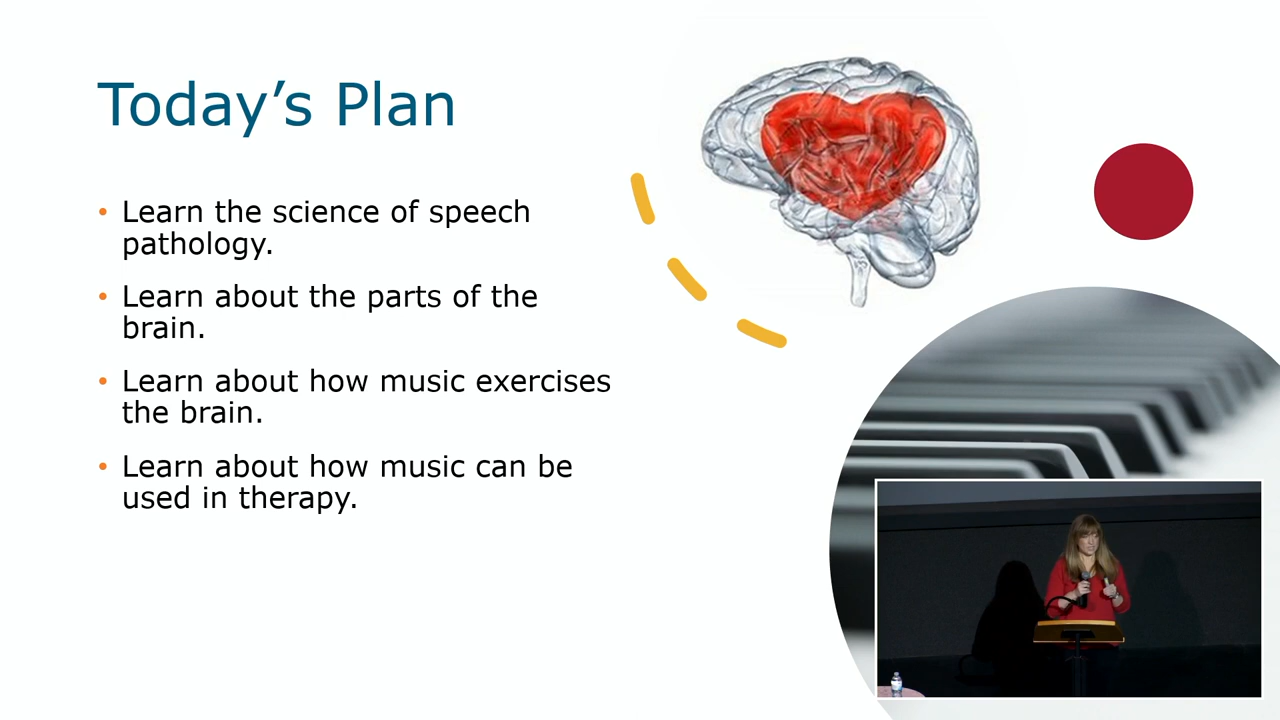 Today’s Plan
• Learn the science of speech
pathology.
• Learn about the parts of the
brain.
• Learn about how music exercises
the brain.
• Learn about how music can be
used in therapy.